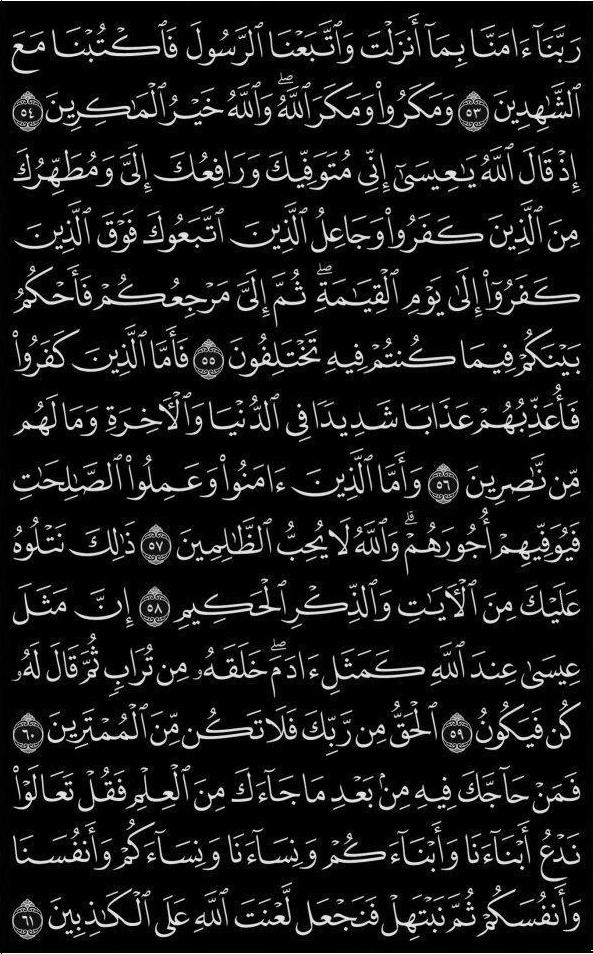 رَبَّنَآ ءَامَنَّا بِمَآ أَنزَلْتَ وَٱتَّبَعْنَا ٱلرَّسُولَ فَٱكْتُبْنَا مَعَ
ٱلشَّٰهِدِينَ ٥٣ وَمَكَرُوا۟ وَمَكَرَ ٱللَّهُ ۖ وَٱللَّهُ خَيْرُ ٱلْمَٰكِرِينَ ٥٤
إِذْ قَالَ ٱللَّهُ يَٰعِيسَىٰٓ إِنِّى مُتَوَفِّيكَ وَرَافِعُكَ إِلَىَّ وَمُطَهِّرُكَ
مِنَ ٱلَّذِينَ كَفَرُوا۟ وَجَاعِلُ ٱلَّذِينَ ٱتَّبَعُوكَ فَوْقَ ٱلَّذِينَ
كَفَرُوٓا۟ إِلَىٰ يَوْمِ ٱلْقِيَٰمَةِ ۖ ثُمَّ إِلَىَّ مَرْجِعُكُمْ فَأَحْكُمُ
بَيْنَكُمْ فِيمَا كُنتُمْ فِيهِ تَخْتَلِفُونَ ٥٥ فَأَمَّا ٱلَّذِينَ كَفَرُوا۟
فَأُعَذِّبُهُمْ عَذَابًا شَدِيدًا فِى ٱلدُّنْيَا وَٱلْـَٔاخِرَةِ وَمَا لَهُم
مِّن نَّٰصِرِينَ ٥٦ وَأَمَّا ٱلَّذِينَ ءَامَنُوا۟ وَعَمِلُوا۟ ٱلصَّٰلِحَٰتِ
فَيُوَفِّيهِمْ أُجُورَهُمْ ۗ وَٱللَّهُ لَا يُحِبُّ ٱلظَّٰلِمِينَ ٥٧ ذَٰلِكَ نَتْلُوهُ
عَلَيْكَ مِنَ ٱلْـَٔايَٰتِ وَٱلذِّكْرِ ٱلْحَكِيمِ ٥٨ إِنَّ مَثَلَ
عِيسَىٰ عِندَ ٱللَّهِ كَمَثَلِ ءَادَمَ ۖ خَلَقَهُۥ مِن تُرَابٍ ثُمَّ قَالَ لَهُۥ
كُن فَيَكُونُ ٥٩ ٱلْحَقُّ مِن رَّبِّكَ فَلَا تَكُن مِّنَ ٱلْمُمْتَرِينَ ٦٠
فَمَنْ حَآجَّكَ فِيهِ مِنۢ بَعْدِ مَا جَآءَكَ مِنَ ٱلْعِلْمِ فَقُلْ تَعَالَوْا۟
نَدْعُ أَبْنَآءَنَا وَأَبْنَآءَكُمْ وَنِسَآءَنَا وَنِسَآءَكُمْ وَأَنفُسَنَا
وَأَنفُسَكُمْ ثُمَّ نَبْتَهِلْ فَنَجْعَل لَّعْنَتَ ٱللَّهِ عَلَى ٱلْكَٰذِبِينَ ٦١